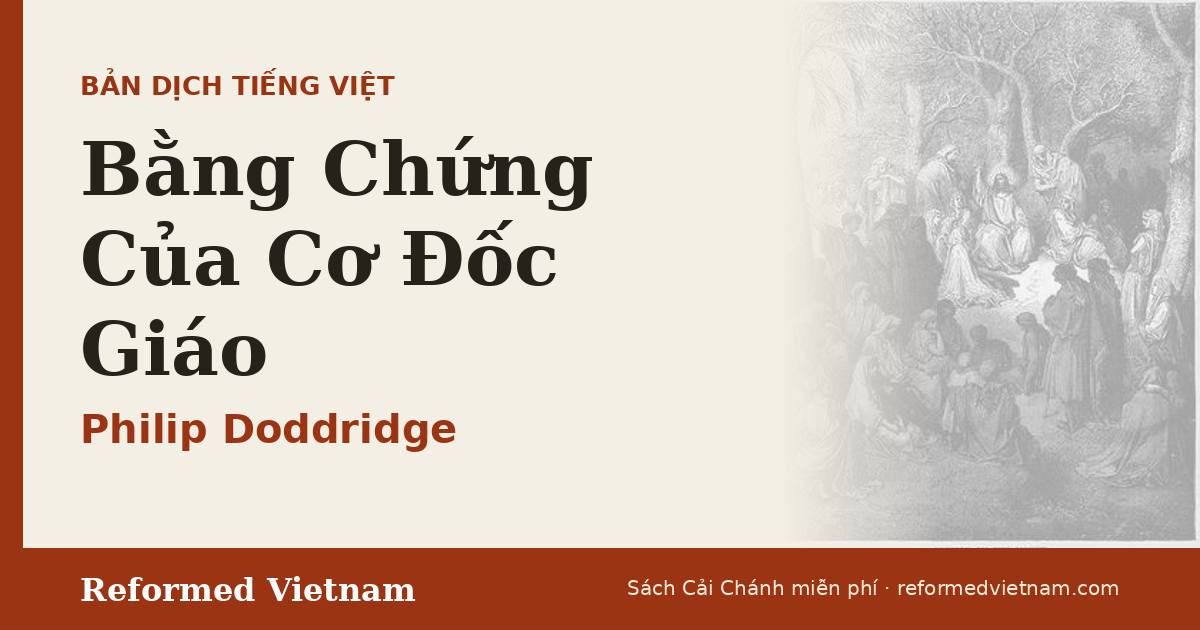 BẢN DỊCH TIẾNG VIỆT
Bằng Chứng
Của Cơ Đốc
Giáo
Philip Doddridge
Reformed Vietnam
Sách Cải Chánh miễn phí · reformedvietnam.com